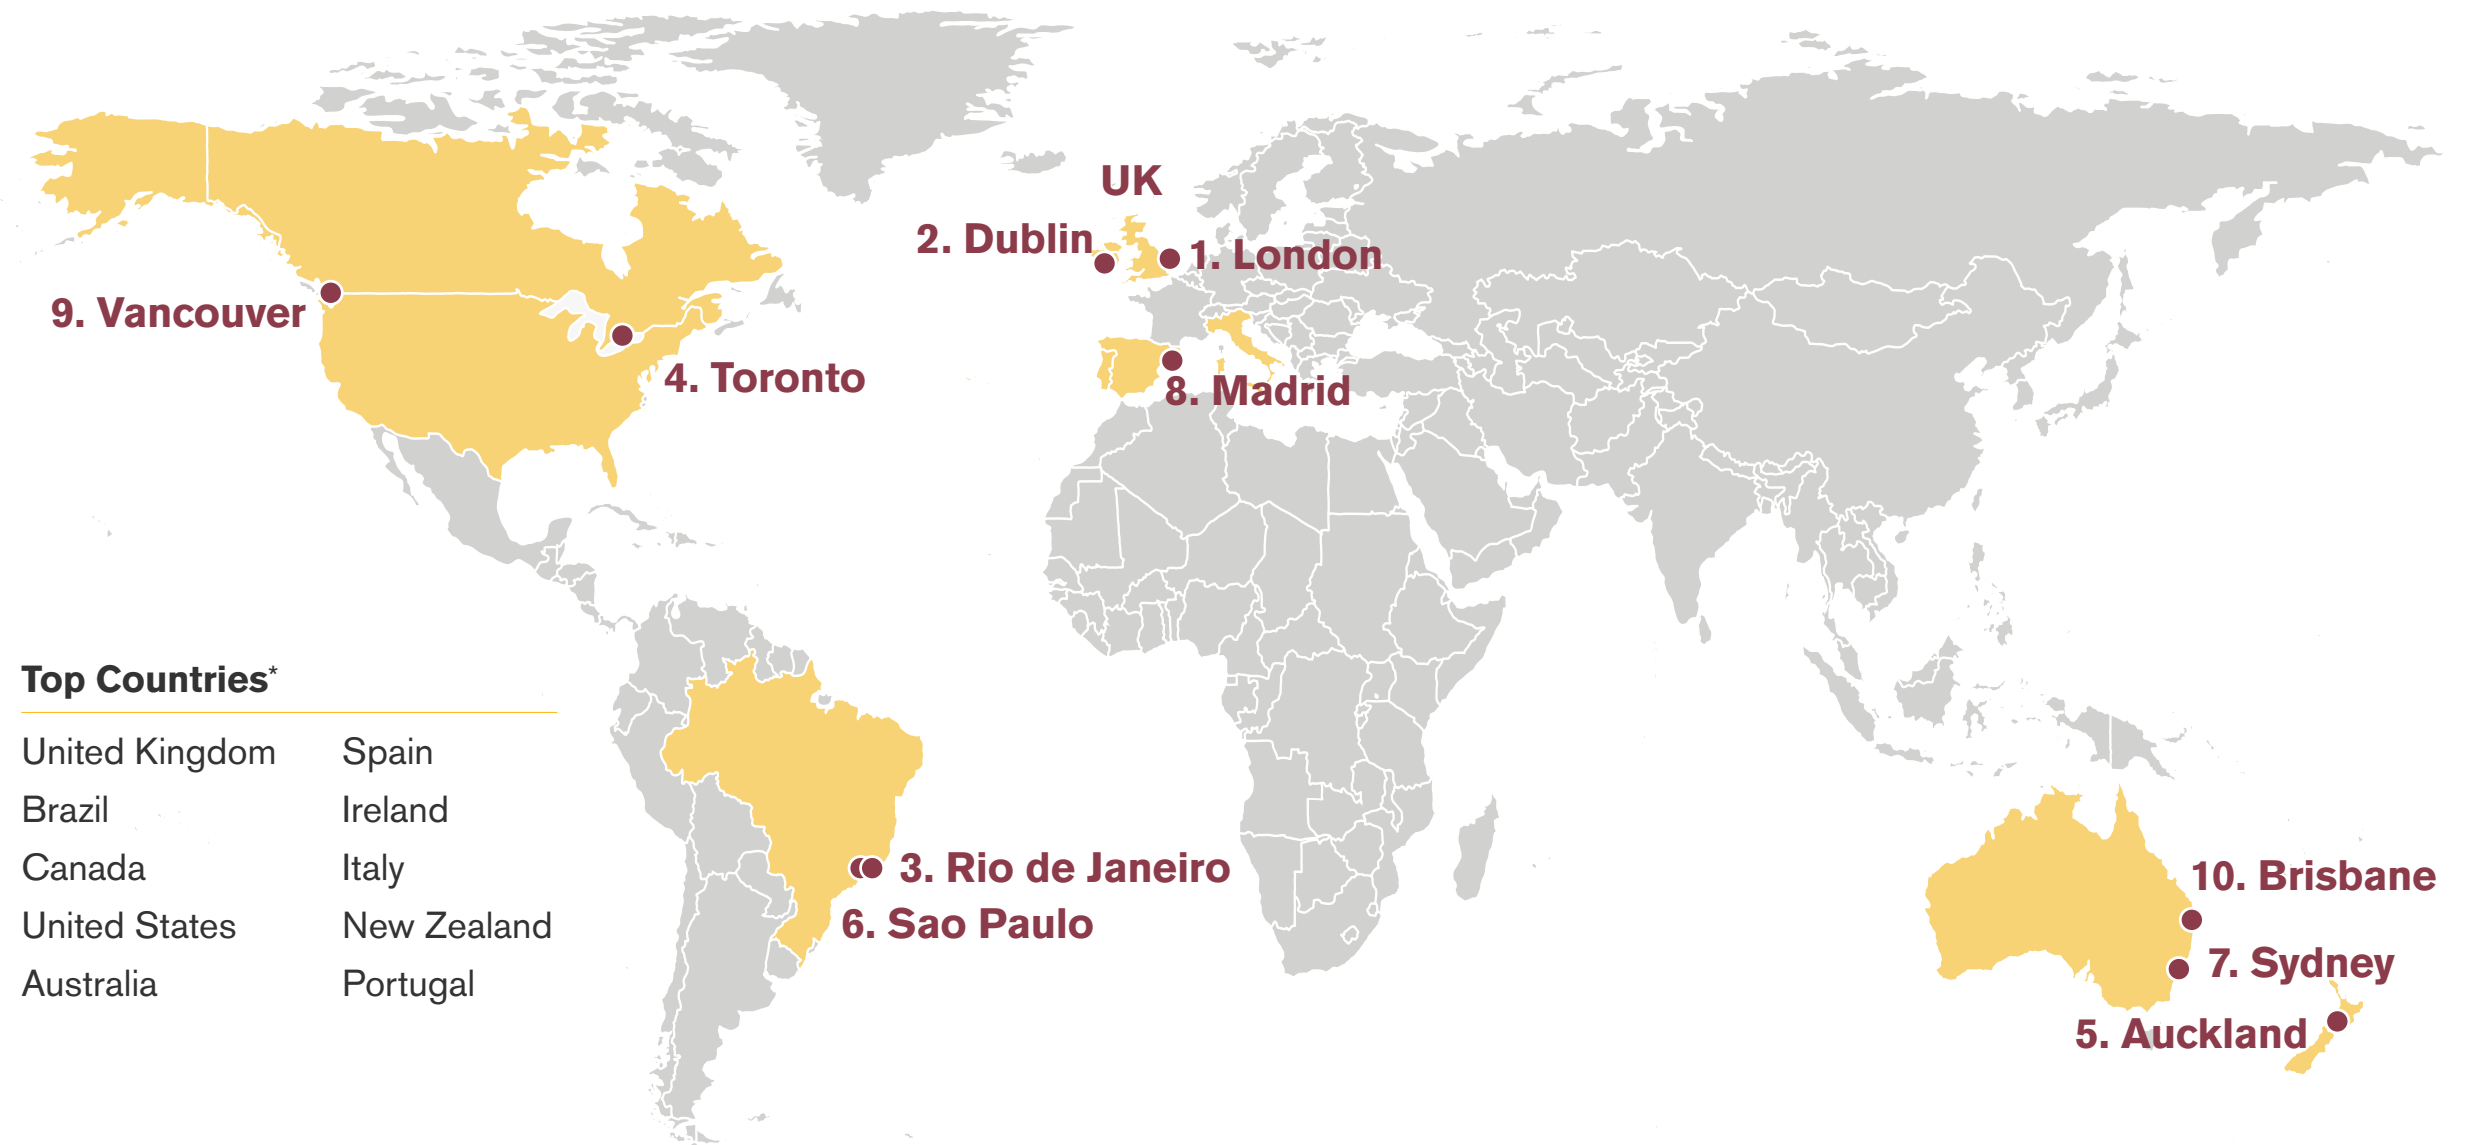 UK
2. Dublin
1. London
9. Vancouver
4. Toronto
8. Madrid
Top Countries*
United Kingdom
Brazil
Canada
United States
Australia
Spain
Ireland
Italy
New Zealand
Portugal
3. Rio de Janeiro
6. Sao Paulo
10. Brisbane
7. Sydney
5. Auckland